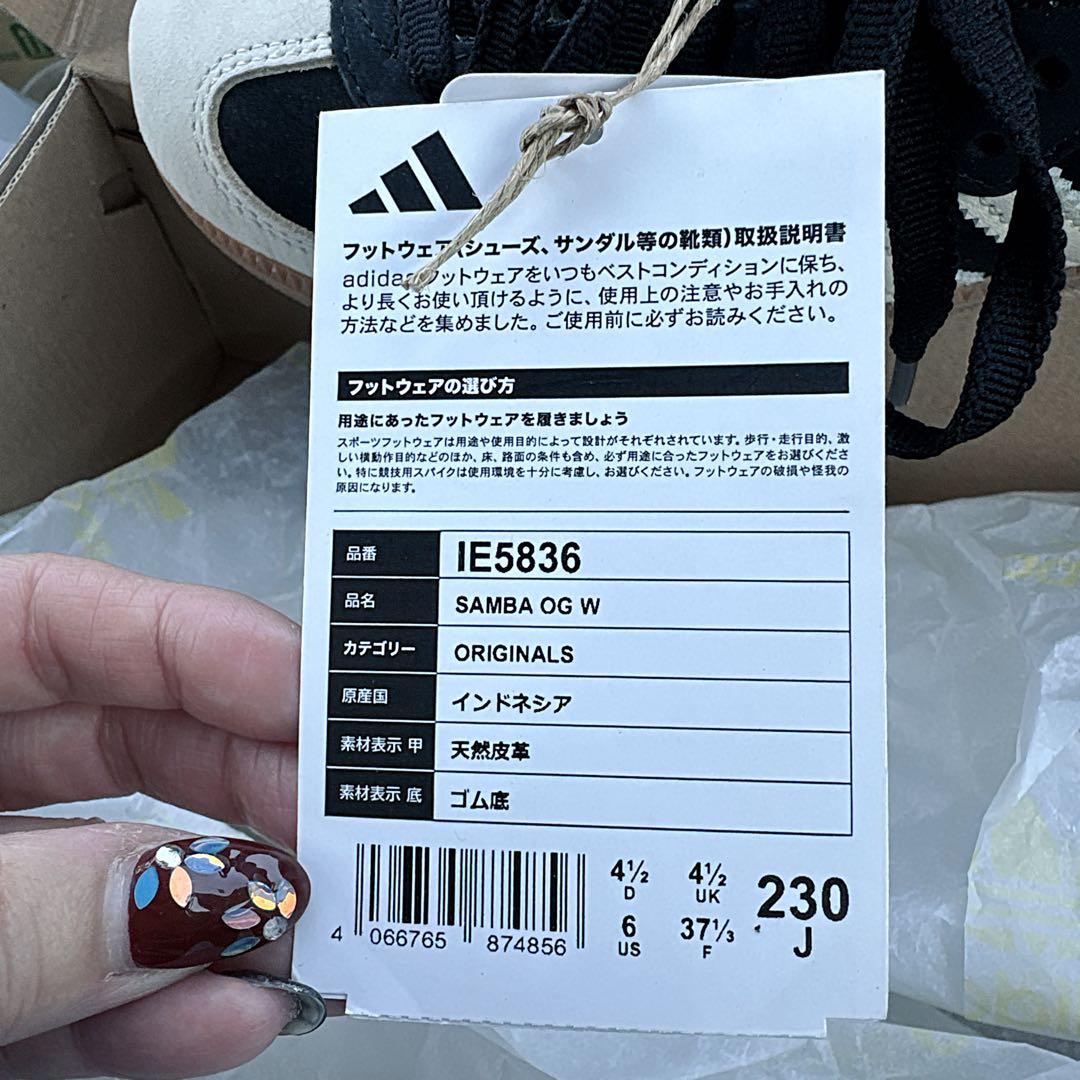 フットウェア(シューズ、サンダル等の靴類)取扱説明書
adidasフットウェアをいつもベストコンディションに保ち、
より長くお使い頂けるように、使用上の注意やお手入れの
方法などを集めました。ご使用前に必ずお読みください。
フットウェアの選び方
用途にあったフットウェアを履きましょう
スポーツフットウェアは用途や使用目的によって設計がそれぞれされています。歩行・走行目的、激
しい横動作目的などのほか、床、路面の条件も含め、必ず用途に合ったフットウェアをお選びくださ
い。特に競技用スパイクは使用環境を十分に考慮し、お選びください。フットウェアの破損や怪我の
原因になります。
品番 IE5836
品名 SAMBA OG W
カテゴリー ORIGINALS
原産国 インドネシア
素材表示 甲 天然皮革
素材表示 底 ゴム底
4½ 4½ 230
D UK J
6 37⅓
US F
4 066765 874856